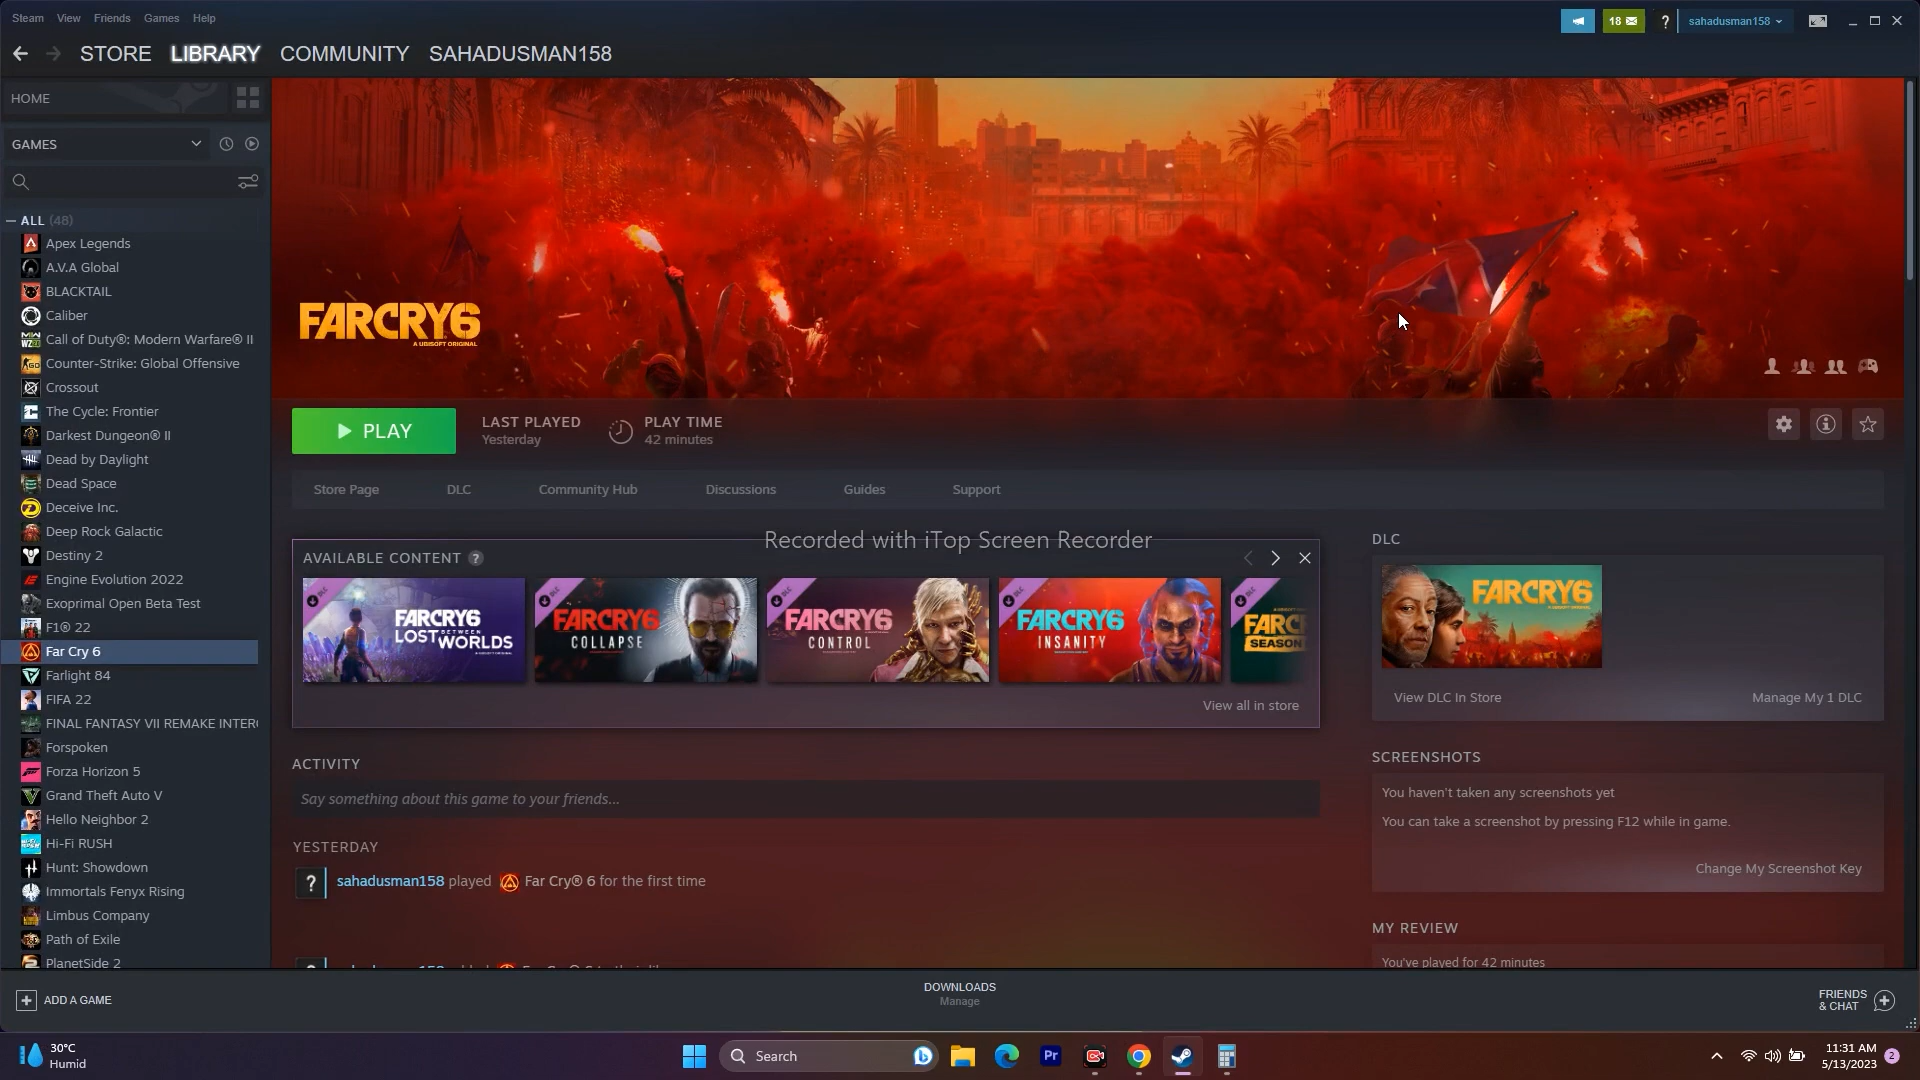 Steam View Friends Games Help
18
?
sahadusman158
STORE LIBRARY COMMUNITY SAHADUSMAN158
HOME
GAMES
ALL (48)
Apex Legends
A.V.A Global
BLACKTAIL
Caliber
Call of Duty®: Modern Warfare® II
Counter-Strike: Global Offensive
Crossout
The Cycle: Frontier
Darkest Dungeon® II
Dead by Daylight
Dead Space
Deceive Inc.
Deep Rock Galactic
Destiny 2
Engine Evolution 2022
Exoprimal Open Beta Test
F1® 22
Far Cry 6
Farlight 84
FIFA 22
FINAL FANTASY VII REMAKE INTER
Forspoken
Forza Horizon 5
Grand Theft Auto V
Hello Neighbor 2
Hi-Fi RUSH
Hunt: Showdown
Immortals Fenyx Rising
Limbus Company
Path of Exile
PlanetSide 2
FARCRY6
A UBISOFT ORIGINAL
PLAY
LAST PLAYED
Yesterday
PLAY TIME
42 minutes
Store Page DLC Community Hub Discussions Guides Support
Recorded with iTop Screen Recorder
AVAILABLE CONTENT ?
DLC
FARCRY6
LOST BETWEEN WORLDS
DLC
FARCRY6
COLLAPSE
DLC
FARCRY6
CONTROL
DLC
FARCRY6
INSANITY
DLC
FARC
SEASON
View all in store
DLC
FARCRY6
View DLC In Store
Manage My 1 DLC
ACTIVITY
Say something about this game to your friends...
YESTERDAY
? sahadusman158 played Far Cry® 6 for the first time
SCREENSHOTS
You haven't taken any screenshots yet
You can take a screenshot by pressing F12 while in game.
Change My Screenshot Key
MY REVIEW
You've played for 42 minutes
ADD A GAME
DOWNLOADS
Manage
FRIENDS
& CHAT
30°C
Humid
Search
Pr
11:31 AM
5/13/2023
2